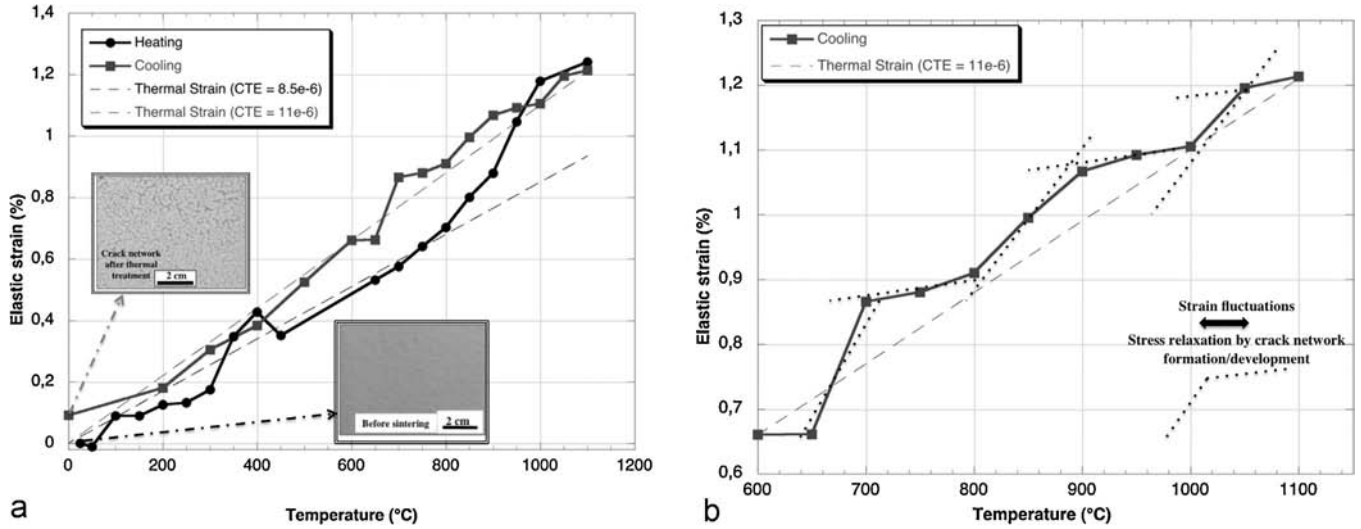 1,4
1,2
1
0,8
0,6
0,4
0,2
0
Elastic strain (%)
Heating
Cooling
Thermal Strain (CTE = 8.5e-6)
Thermal Strain (CTE = 11e-6)
Crack network
after thermal
treatment
2 cm
Before sintering
2 cm
0
200
400
600
800
1000
1200
Temperature (°C)
a
1,3
1,2
1,1
1
0,9
0,8
0,7
0,6
Elastic strain (%)
Cooling
Thermal Strain (CTE = 11e-6)
Strain fluctuations
Stress relaxation by crack network
formation/development
600
700
800
900
1000
1100
Temperature (°C)
b